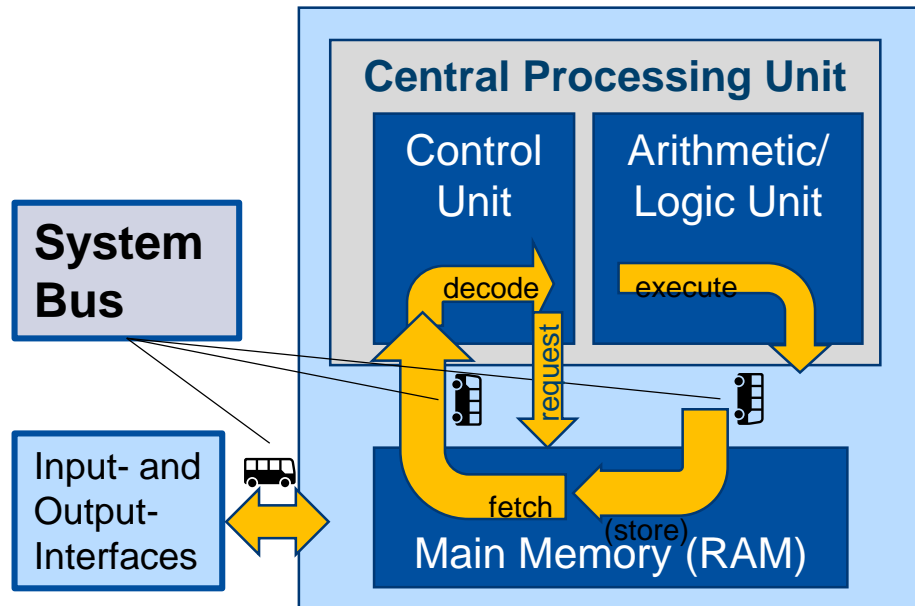 Central Processing Unit
Control
Unit
Arithmetic/
Logic Unit
System
Bus
decode
execute
request
Input- and
Output-
Interfaces
fetch
(store)
Main Memory (RAM)